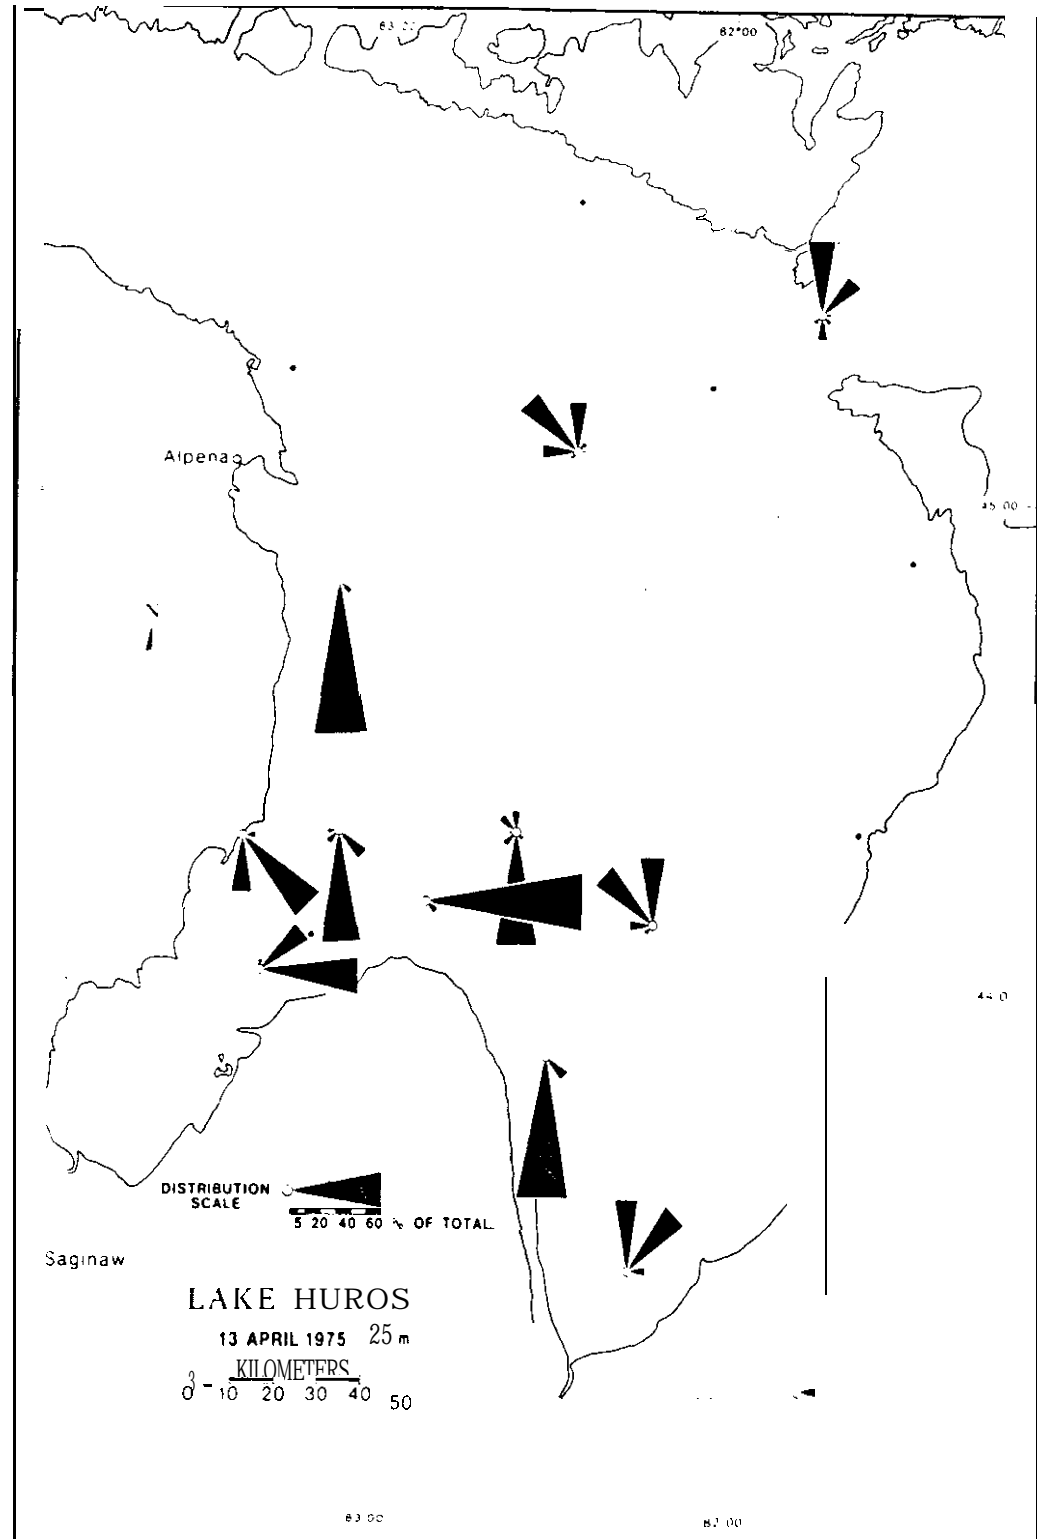 83 00
82°00
Alpena
45 00
44 0
DISTRIBUTION
SCALE
5 20 40 60 % OF TOTAL
Saginaw
LAKE HUROS
13 APRIL 1975 25 m
KILOMETERS
0 10 20 30 40 50
83 00
82 00